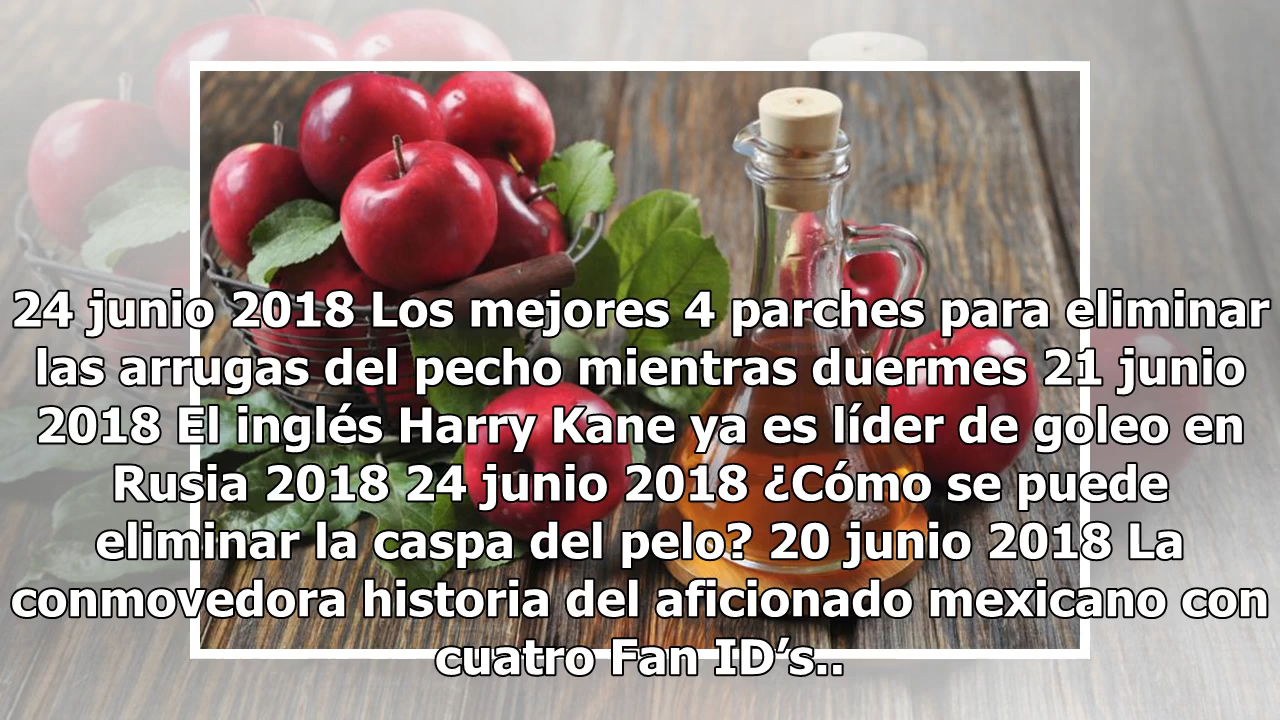 24 junio 2018 Los mejores 4 parches para eliminar
las arrugas del pecho mientras duermes 21 junio
2018 El inglés Harry Kane ya es líder de goleo en
Rusia 2018 24 junio 2018 ¿Cómo se puede
eliminar la caspa del pelo? 20 junio 2018 La
conmovedora historia del aficionado mexicano con
cuatro Fan ID’s..